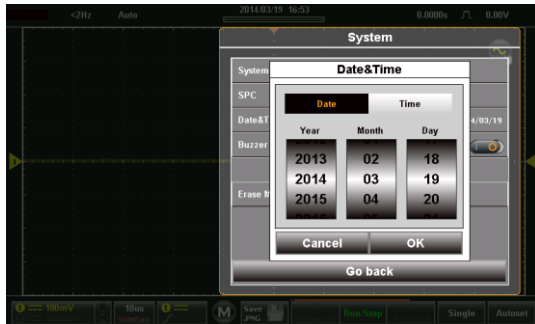 <2Hz Auto 2014/03/19 16:53 0.0000s 0.00V
System
System
Date&Time
SPC
Date Time
Date&T 4/03/19
Year Month Day
Buzzer
2013 02 18
2014 03 19
2015 04 20
Erase M
Cancel OK
Go back
100mV 10us M Save Run/Stop Single Autoset
100MSa/s .PNG